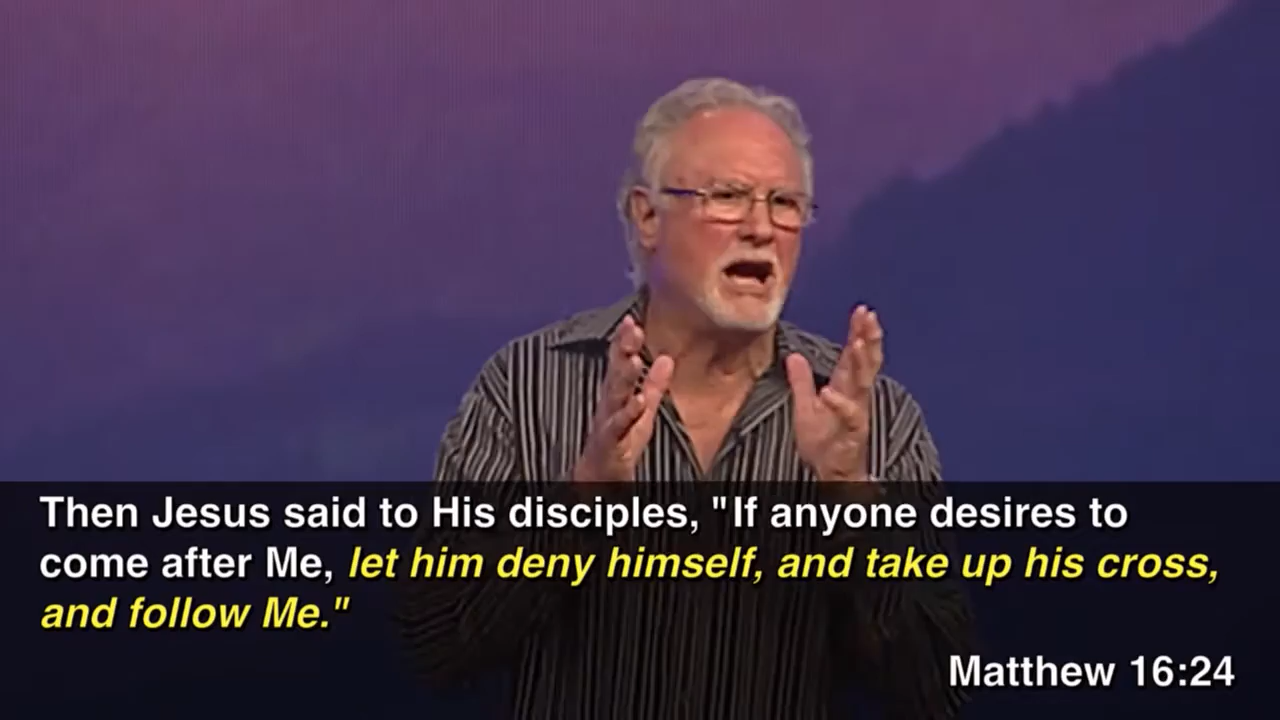 Then Jesus said to His disciples, "If anyone desires to
come after Me, let him deny himself, and take up his cross,
and follow Me."
Matthew 16:24